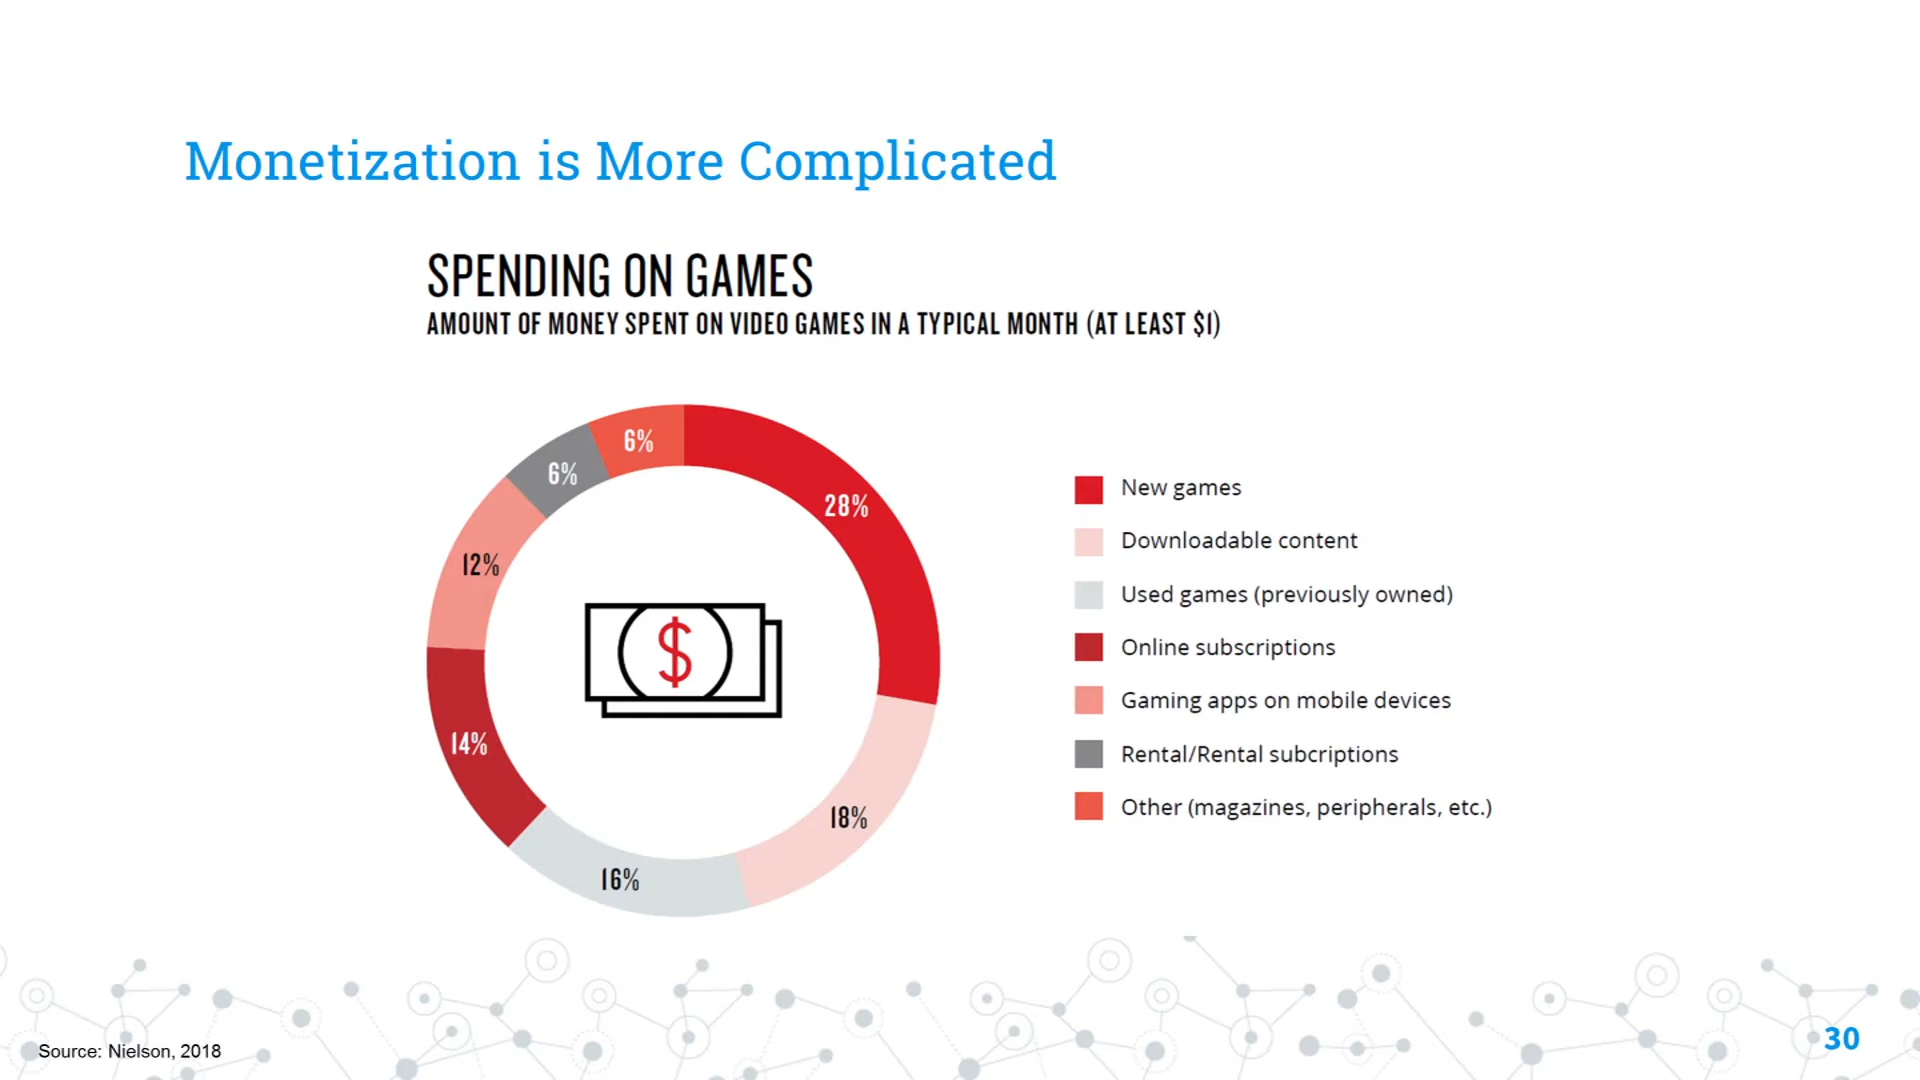 Monetization is More Complicated
SPENDING ON GAMES
AMOUNT OF MONEY SPENT ON VIDEO GAMES IN A TYPICAL MONTH (AT LEAST $1)
6%
6%
28%
12%
14%
18%
16%
$
New games
Downloadable content
Used games (previously owned)
Online subscriptions
Gaming apps on mobile devices
Rental/Rental subcriptions
Other (magazines, peripherals, etc.)
Source: Nielson, 2018
30